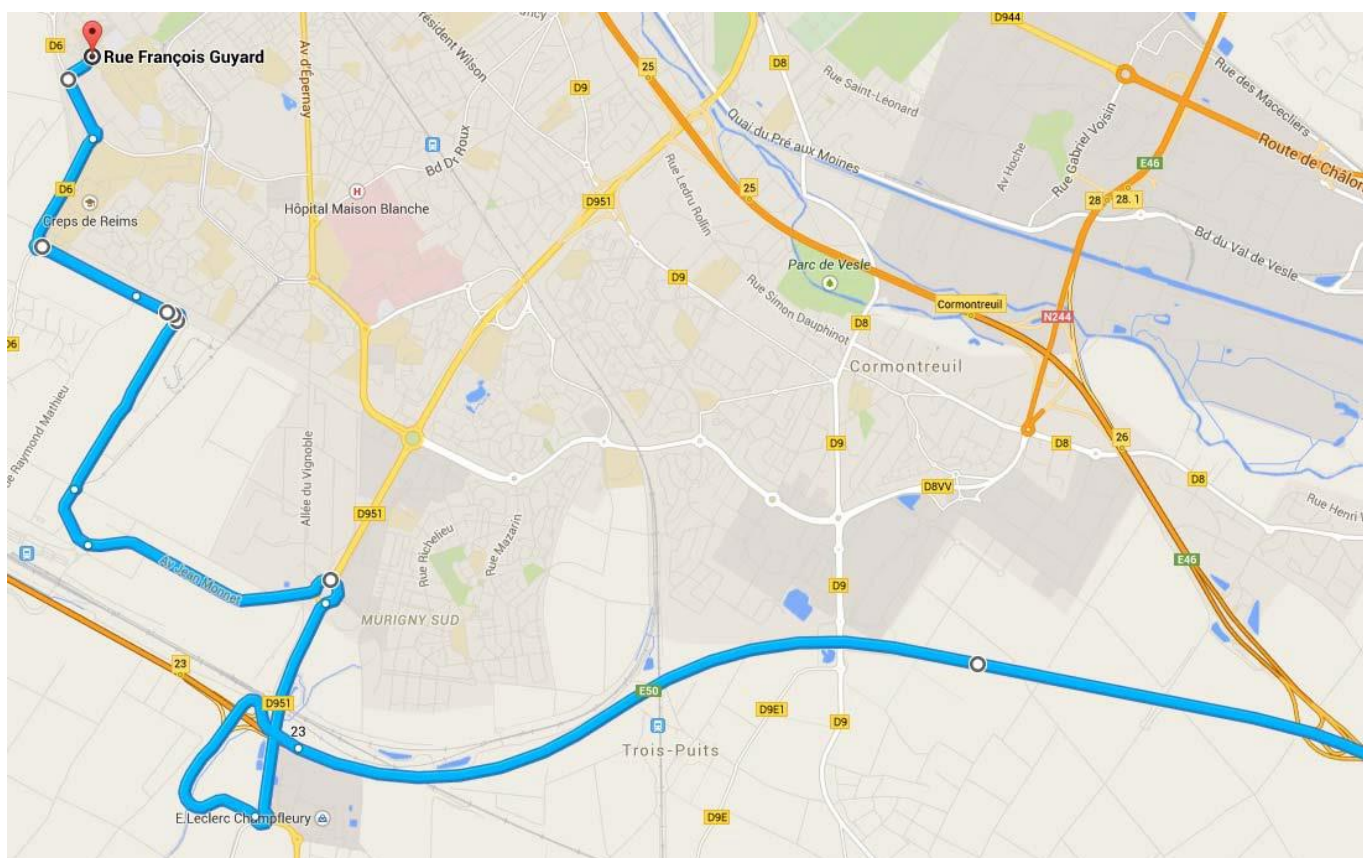 D944
D6
Rue François Guyard
Av d'Épernay
résident Wilson
25
D8
Rue des Macecliers
D9
Rue Saint-Léonard
Bd Dr Roux
Quai du Pré aux Moines
Rue Gabriel Voisin
Route de Châlon
Av Hoche
E46
D6
Hôpital Maison Blanche
Creps de Reims
D951
Rue Ledru Rollin
25
28
28. 1
Bd du Val de Vesle
D9
Parc de Vesle
Rue Simon Dauphinot
Cormontreuil
N244
D8
D6
Cormontreuil
e Raymond Mathieu
Allée du Vignoble
D9
D8
26
D8
D8VV
D951
Rue Richelieu
Rue Mazarin
Rue Henri
Av Jean Monnet
MURIGNY SUD
D9
E46
23
D951
23
E50
D9E1
D9
Trois-Puits
E.Leclerc Champfleury
D9E